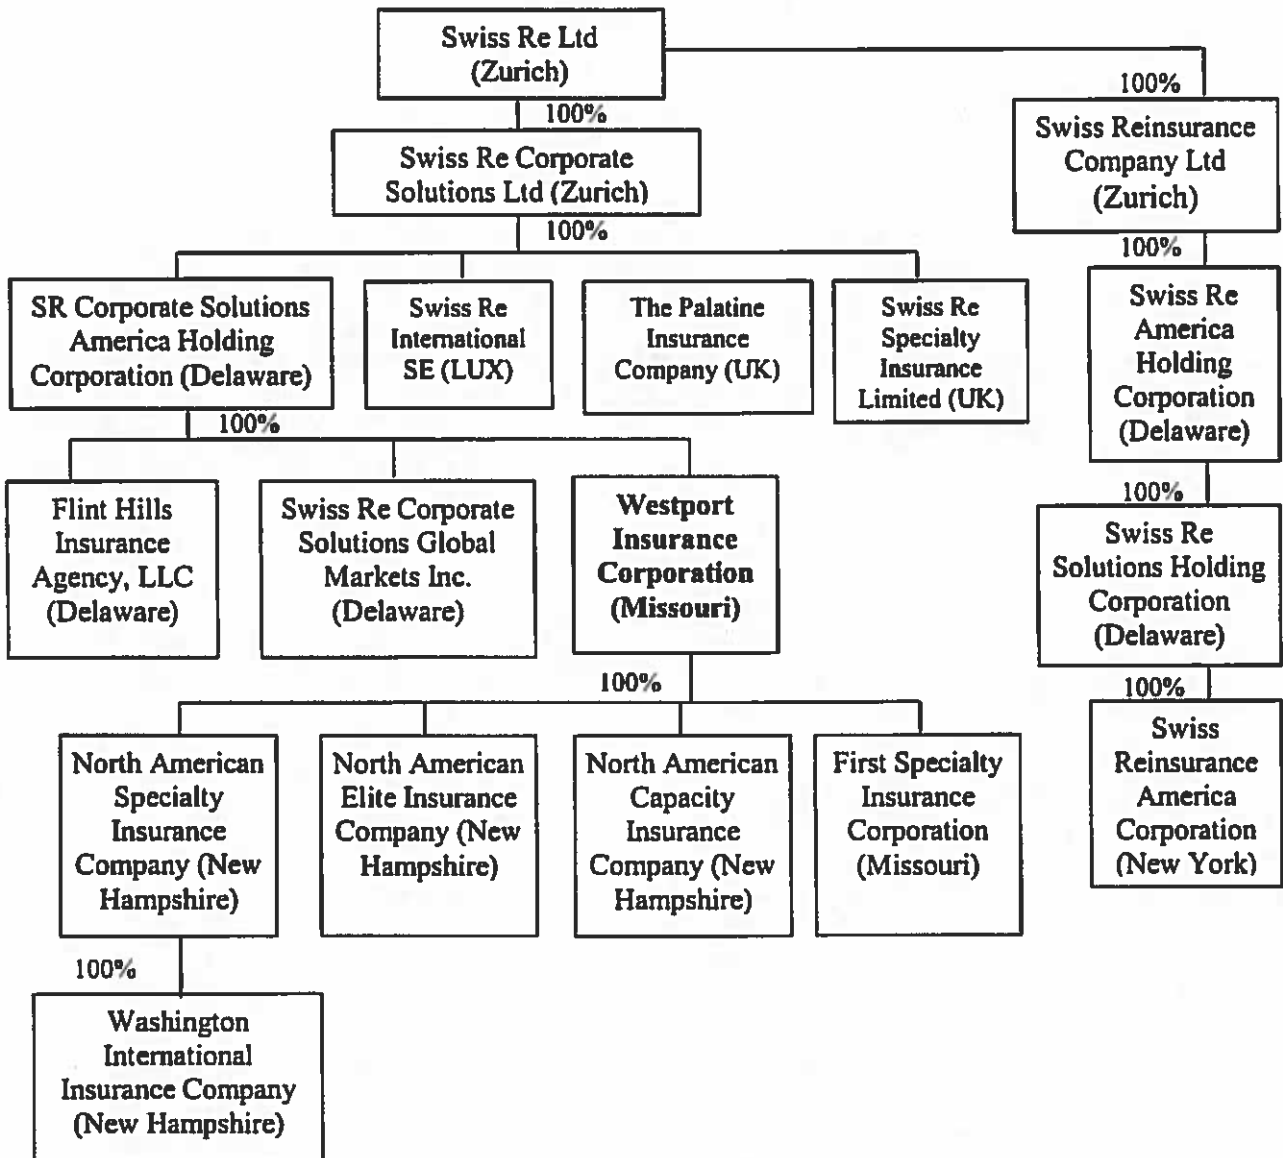 Swiss Re Ltd
(Zurich)
100%
100%
Swiss Re Corporate
Solutions Ltd (Zurich)
Swiss Reinsurance
Company Ltd
(Zurich)
100%
100%
SR Corporate Solutions
America Holding
Corporation (Delaware)
Swiss Re
International
SE (LUX)
The Palatine
Insurance
Company (UK)
Swiss Re
Specialty
Insurance
Limited (UK)
Swiss Re
America
Holding
Corporation
(Delaware)
100%
100%
Flint Hills
Insurance
Agency, LLC
(Delaware)
Swiss Re Corporate
Solutions Global
Markets Inc.
(Delaware)
Westport
Insurance
Corporation
(Missouri)
Swiss Re
Solutions Holding
Corporation
(Delaware)
100%
100%
North American
Specialty
Insurance
Company (New
Hampshire)
North American
Elite Insurance
Company (New
Hampshire)
North American
Capacity
Insurance
Company (New
Hampshire)
First Specialty
Insurance
Corporation
(Missouri)
Swiss
Reinsurance
America
Corporation
(New York)
100%
Washington
International
Insurance Company
(New Hampshire)